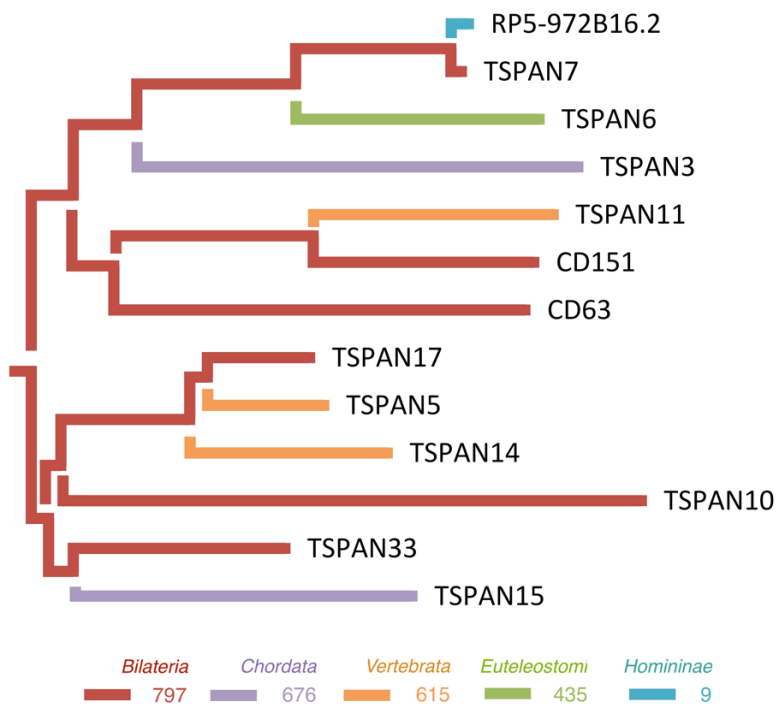 RP5-972B16.2
TSPAN7
TSPAN6
TSPAN3
TSPAN11
CD151
CD63
TSPAN17
TSPAN5
TSPAN14
TSPAN10
TSPAN33
TSPAN15
Bilateria Chordata Vertebrata Euteleostomi Homininae
797 676 615 435 9